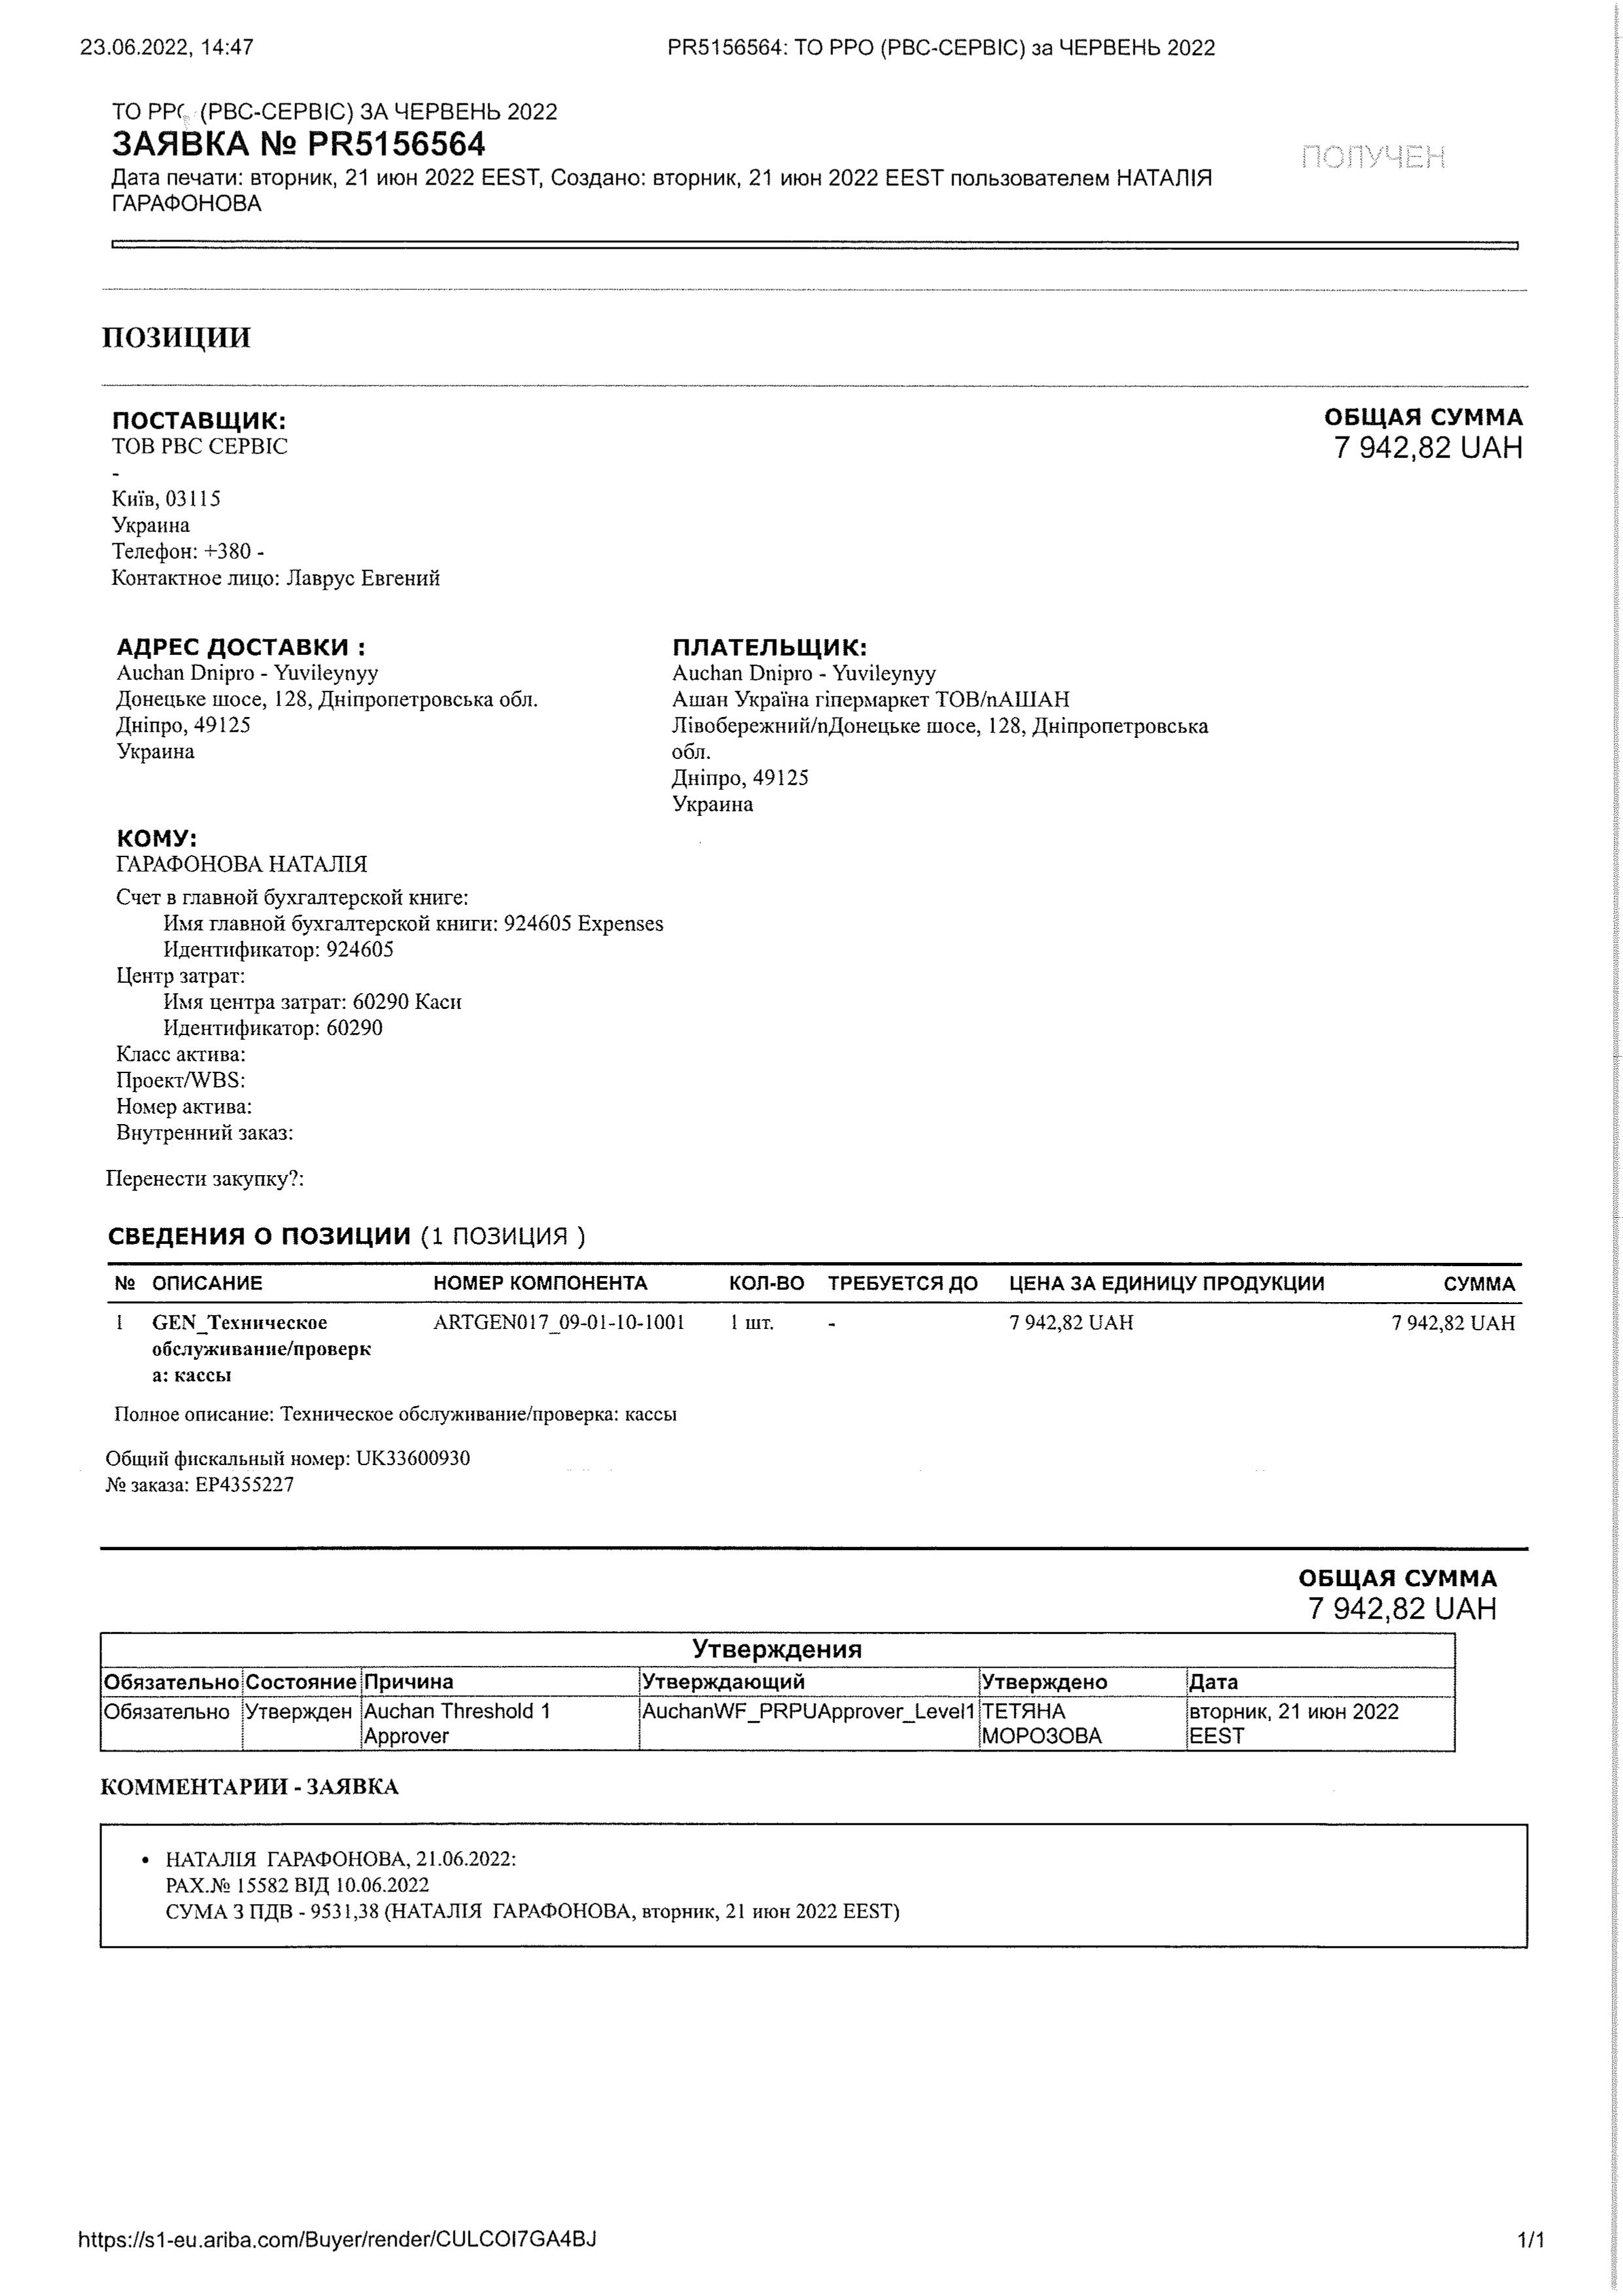 23.06.2022, 14:47
PR5156564: ТО РРО (РВС-СЕРВІС) за ЧЕРВЕНЬ 2022
ТО РРО (РВС-СЕРВІС) ЗА ЧЕРВЕНЬ 2022
ЗАЯВКА № PR5156564
ПОЛУЧЕН
Дата печати: вторник, 21 июн 2022 EEST, Создано: вторник, 21 июн 2022 EEST пользователем НАТАЛІЯ
ГАРАФОНОВА
ПОЗИЦИИ
ПОСТАВЩИК:
ТОВ РВС СЕРВІС
-
Київ, 03115
Украина
Телефон: +380 -
Контактное лицо: Лаврус Евгений
ОБЩАЯ СУММА
7 942,82 UAH
АДРЕС ДОСТАВКИ :
Auchan Dnipro - Yuvileynyy
Донецьке шосе, 128, Дніпропетровська обл.
Дніпро, 49125
Украина
ПЛАТЕЛЬЩИК:
Auchan Dnipro - Yuvileynyy
Ашан Україна гіпермаркет ТОВ/nАШАН
Лівобережний/nДонецьке шосе, 128, Дніпропетровська
обл.
Дніпро, 49125
Украина
КОМУ:
ГАРАФОНОВА НАТАЛІЯ
Счет в главной бухгалтерской книге:
Имя главной бухгалтерской книги: 924605 Expenses
Идентификатор: 924605
Центр затрат:
Имя центра затрат: 60290 Каси
Идентификатор: 60290
Класс актива:
Проект/WBS:
Номер актива:
Внутренний заказ:
Перенести закупку?:
СВЕДЕНИЯ О ПОЗИЦИИ (1 ПОЗИЦИЯ )
№ ОПИСАНИЕ НОМЕР КОМПОНЕНТА КОЛ-ВО ТРЕБУЕТСЯ ДО ЦЕНА ЗА ЕДИНИЦУ ПРОДУКЦИИ СУММА
1 GEN_Техническое ARTGEN017_09-01-10-1001 1 шт. - 7 942,82 UAH 7 942,82 UAH
обслуживание/проверк
а: кассы
Полное описание: Техническое обслуживание/проверка: кассы
Общий фискальный номер: UK33600930
№ заказа: EP4355227
ОБЩАЯ СУММА
7 942,82 UAH
Утверждения
Обязательно Состояние Причина Утверждающий Утверждено Дата
Обязательно Утвержден Auchan Threshold 1 AuchanWF_PRPUApprover_Level1 ТЕТЯНА вторник, 21 июн 2022
Approver МОРОЗОВА EEST
КОММЕНТАРИИ - ЗАЯВКА
• НАТАЛІЯ ГАРАФОНОВА, 21.06.2022:
РАХ.№ 15582 ВІД 10.06.2022
СУМА З ПДВ - 9531,38 (НАТАЛІЯ ГАРАФОНОВА, вторник, 21 июн 2022 EEST)
https://s1-eu.ariba.com/Buyer/render/CULCOI7GA4BJ
1/1